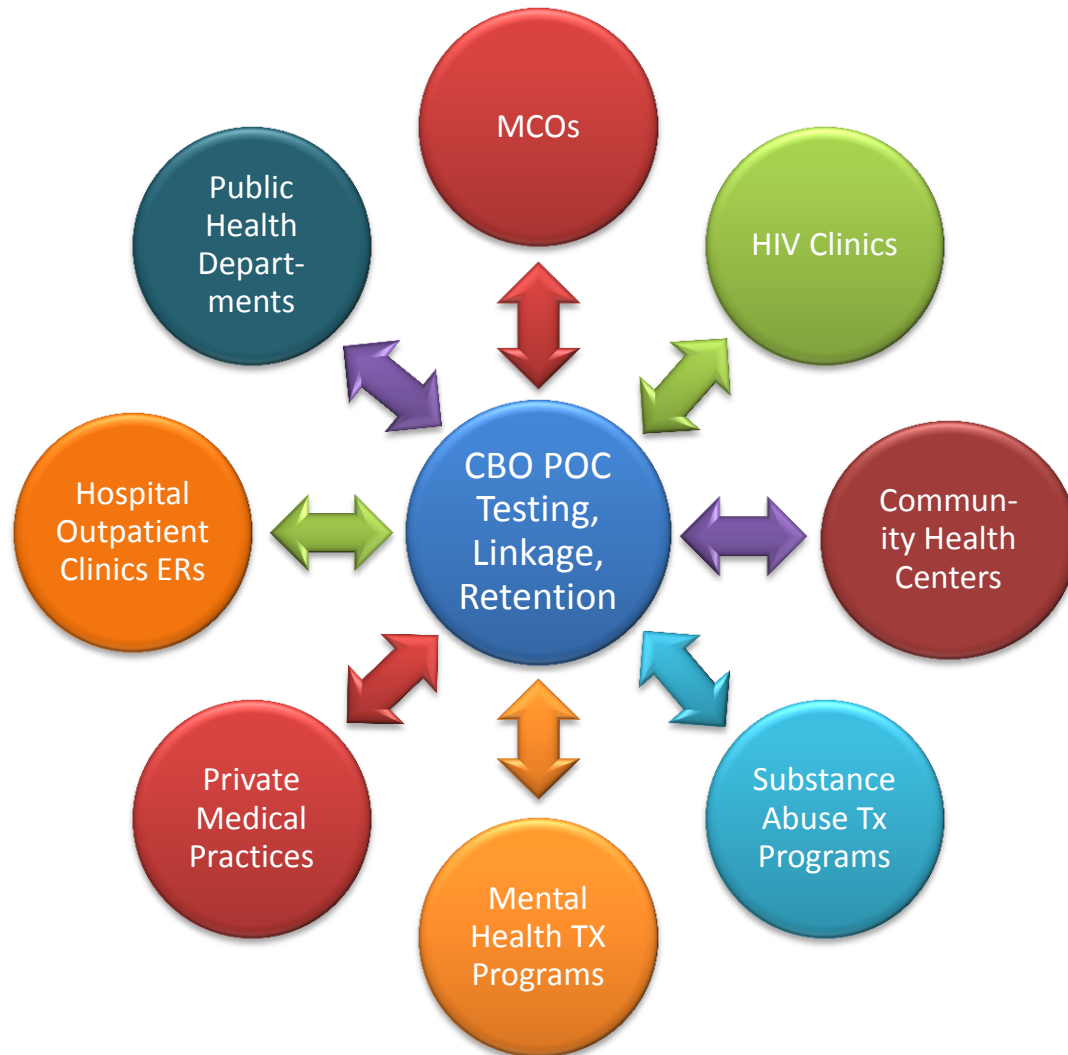 MCOs
Public
Health
Depart-
ments
HIV Clinics
CBO POC
Testing,
Linkage,
Retention
Hospital
Outpatient
Clinics ERs
Commun-
ity Health
Centers
Private
Medical
Practices
Substance
Abuse Tx
Programs
Mental
Health TX
Programs